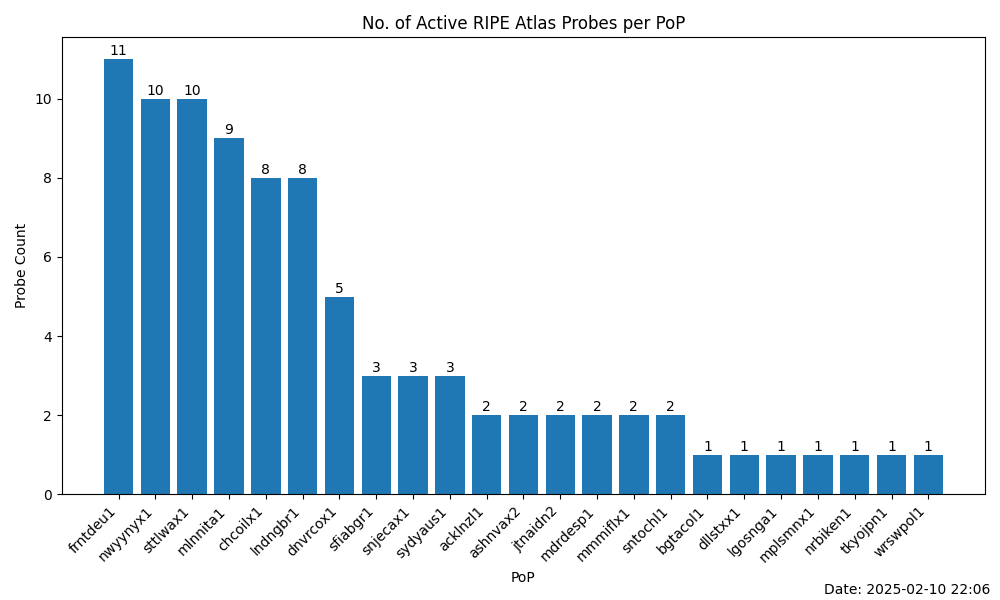 No. of Active RIPE Atlas Probes per PoP
Probe Count
10
8
6
4
2
0
11
10
10
9
8
8
5
3
3
3
2
2
2
2
2
2
1
1
1
1
1
1
1
frntdeu1
nwyynyx1
sttlwax1
mlnnita1
chcoilx1
lndngbr1
dnvrcox1
sfiabgr1
snjecax1
sydyaus1
acklnzl1
ashnvax2
jtnaidn2
mdrdesp1
mmmiflx1
sntochl1
bgtacol1
dllstxx1
lgosnga1
mplsmnx1
nrbiken1
tkyojpn1
wrswpol1
PoP
Date: 2025-02-10 22:06